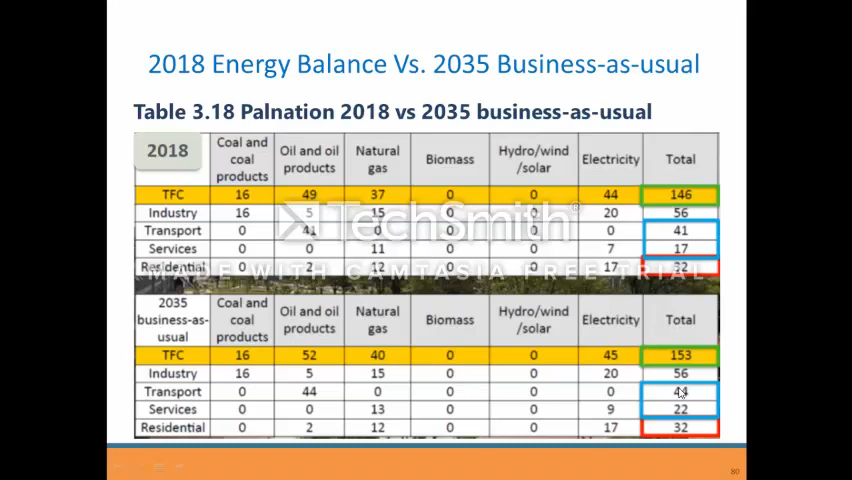 2018 Energy Balance Vs. 2035 Business-as-usual
Table 3.18 Palnation 2018 vs 2035 business-as-usual
2018 Coal and coal products Oil and oil products Natural gas Biomass Hydro/wind /solar Electricity Total
TFC 16 49 37 0 0 44 146
Industry 16 5 15 0 0 20 56
Transport 0 41 0 0 0 0 41
Services 0 0 11 0 0 7 17
Residential 0 2 12 0 0 17 32
TechSmith®
MADE WITH CAMTASIA FREE TRIAL
2035 business-as-usual Coal and coal products Oil and oil products Natural gas Biomass Hydro/wind /solar Electricity Total
TFC 16 52 40 0 0 45 153
Industry 16 5 15 0 0 20 56
Transport 0 44 0 0 0 0 44
Services 0 0 13 0 0 9 22
Residential 0 2 12 0 0 17 32
80